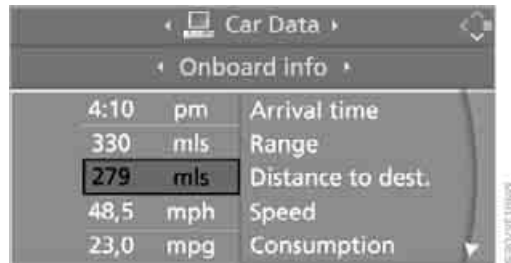 Car Data
Onboard info
4:10 pm Arrival time
330 mls Range
279 mls Distance to dest.
48,5 mph Speed
23,0 mpg Consumption